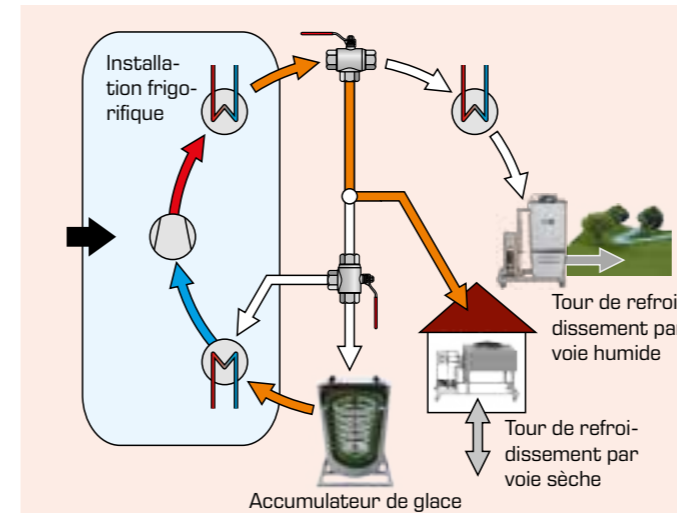 Installa-
tion frigo-
rifique
Tour de refroi
dissement pa
voie humide
Tour de refroi-
dissement par
voie sèche
Accumulateur de glace